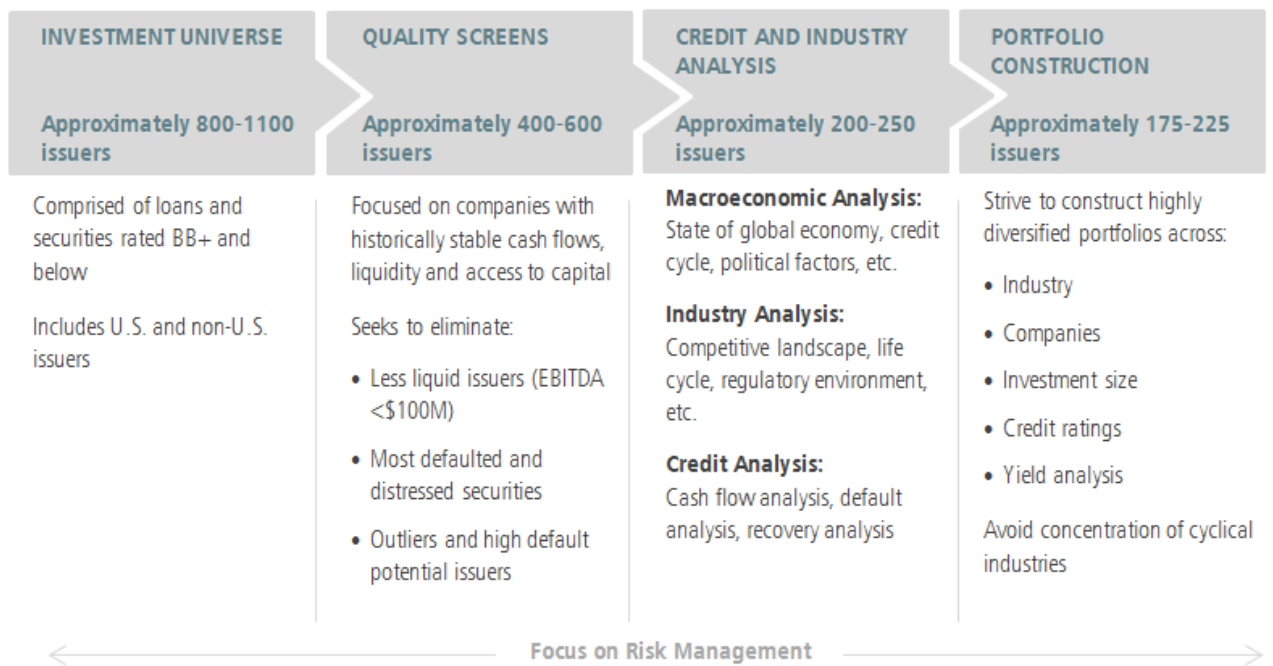 INVESTMENT UNIVERSE
Approximately 800-1100
issuers
Comprised of loans and
securities rated BB+ and
below
Includes U.S. and non-U.S.
issuers
QUALITY SCREENS
Approximately 400-600
issuers
Focused on companies with
historically stable cash flows,
liquidity and access to capital
Seeks to eliminate:
• Less liquid issuers (EBITDA
<$100M)
• Most defaulted and
distressed securities
• Outliers and high default
potential issuers
CREDIT AND INDUSTRY
ANALYSIS
Approximately 200-250
issuers
Macroeconomic Analysis:
State of global economy, credit
cycle, political factors, etc.
Industry Analysis:
Competitive landscape, life
cycle, regulatory environment,
etc.
Credit Analysis:
Cash flow analysis, default
analysis, recovery analysis
PORTFOLIO
CONSTRUCTION
Approximately 175-225
issuers
Strive to construct highly
diversified portfolios across:
• Industry
• Companies
• Investment size
• Credit ratings
• Yield analysis
Avoid concentration of cyclical
industries
Focus on Risk Management